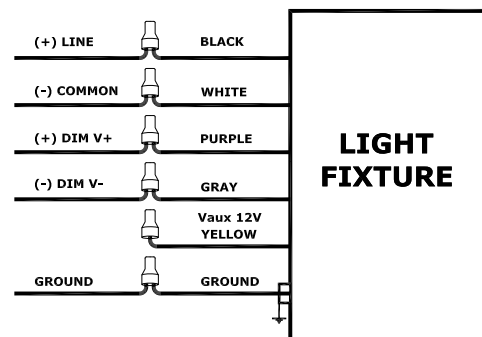 (+) LINE BLACK
(-) COMMON WHITE
(+) DIM V+ PURPLE
(-) DIM V- GRAY
Vaux 12V
YELLOW
GROUND GROUND
LIGHT
FIXTURE